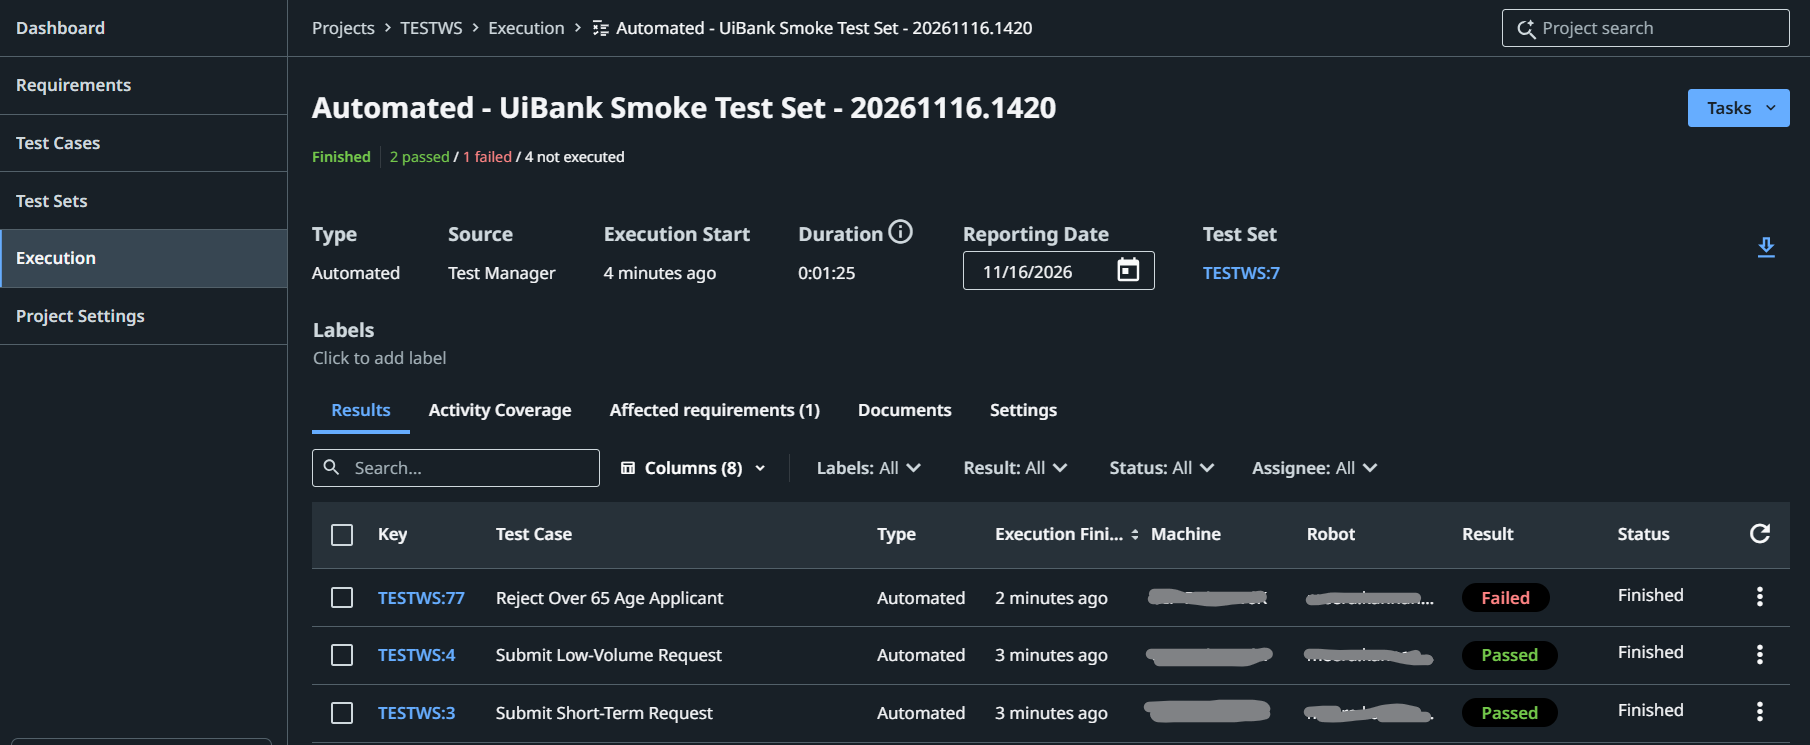 Dashboard
Requirements
Test Cases
Test Sets
Execution
Project Settings
Projects > TESTWS > Execution > Automated - UiBank Smoke Test Set - 20261116.1420
Project search
Automated - UiBank Smoke Test Set - 20261116.1420
Tasks
Finished 2 passed / 1 failed / 4 not executed
Type Source Execution Start Duration Reporting Date Test Set
Automated Test Manager 4 minutes ago 0:01:25 11/16/2026 TESTWS:7
Labels
Click to add label
Results Activity Coverage Affected requirements (1) Documents Settings
Search... Columns (8) Labels: All Result: All Status: All Assignee: All
Key Test Case Type Execution Fini... Machine Robot Result Status
TESTWS:77 Reject Over 65 Age Applicant Automated 2 minutes ago Failed Finished
TESTWS:4 Submit Low-Volume Request Automated 3 minutes ago Passed Finished
TESTWS:3 Submit Short-Term Request Automated 3 minutes ago Passed Finished